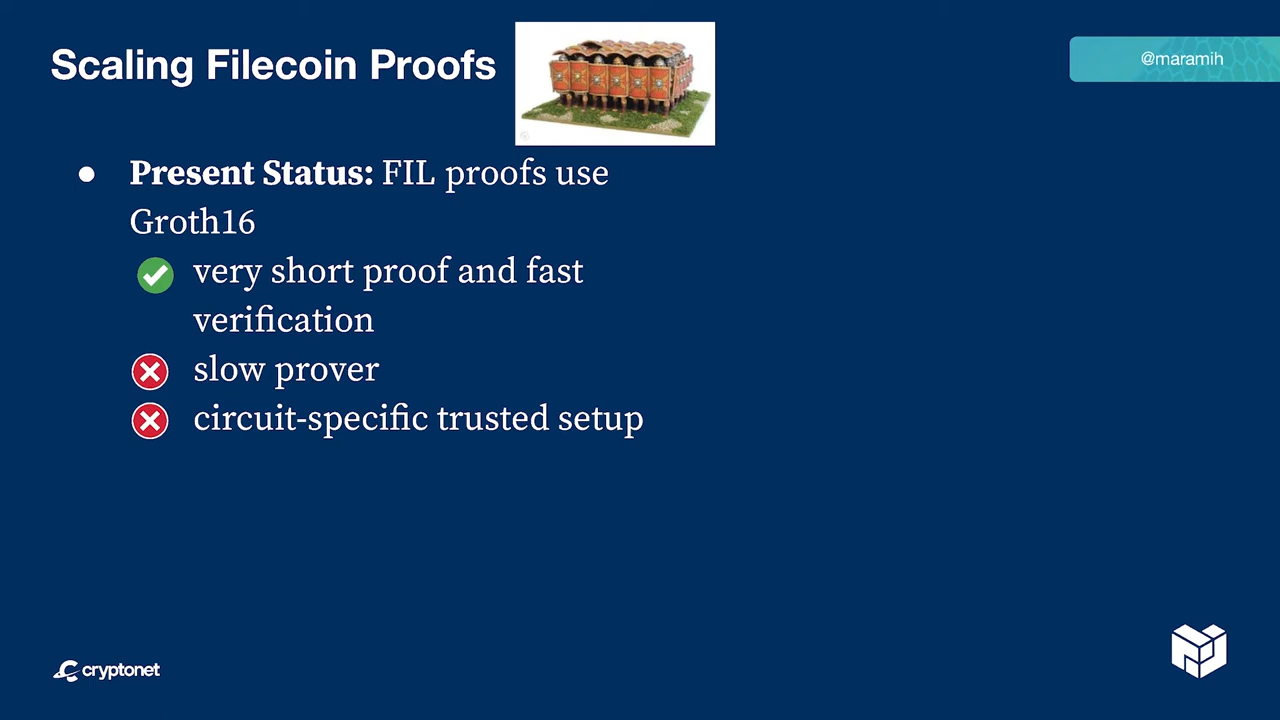 Scaling Filecoin Proofs
@maramih
● Present Status: FIL proofs use
Groth16
very short proof and fast
verification
slow prover
circuit-specific trusted setup
cryptonet